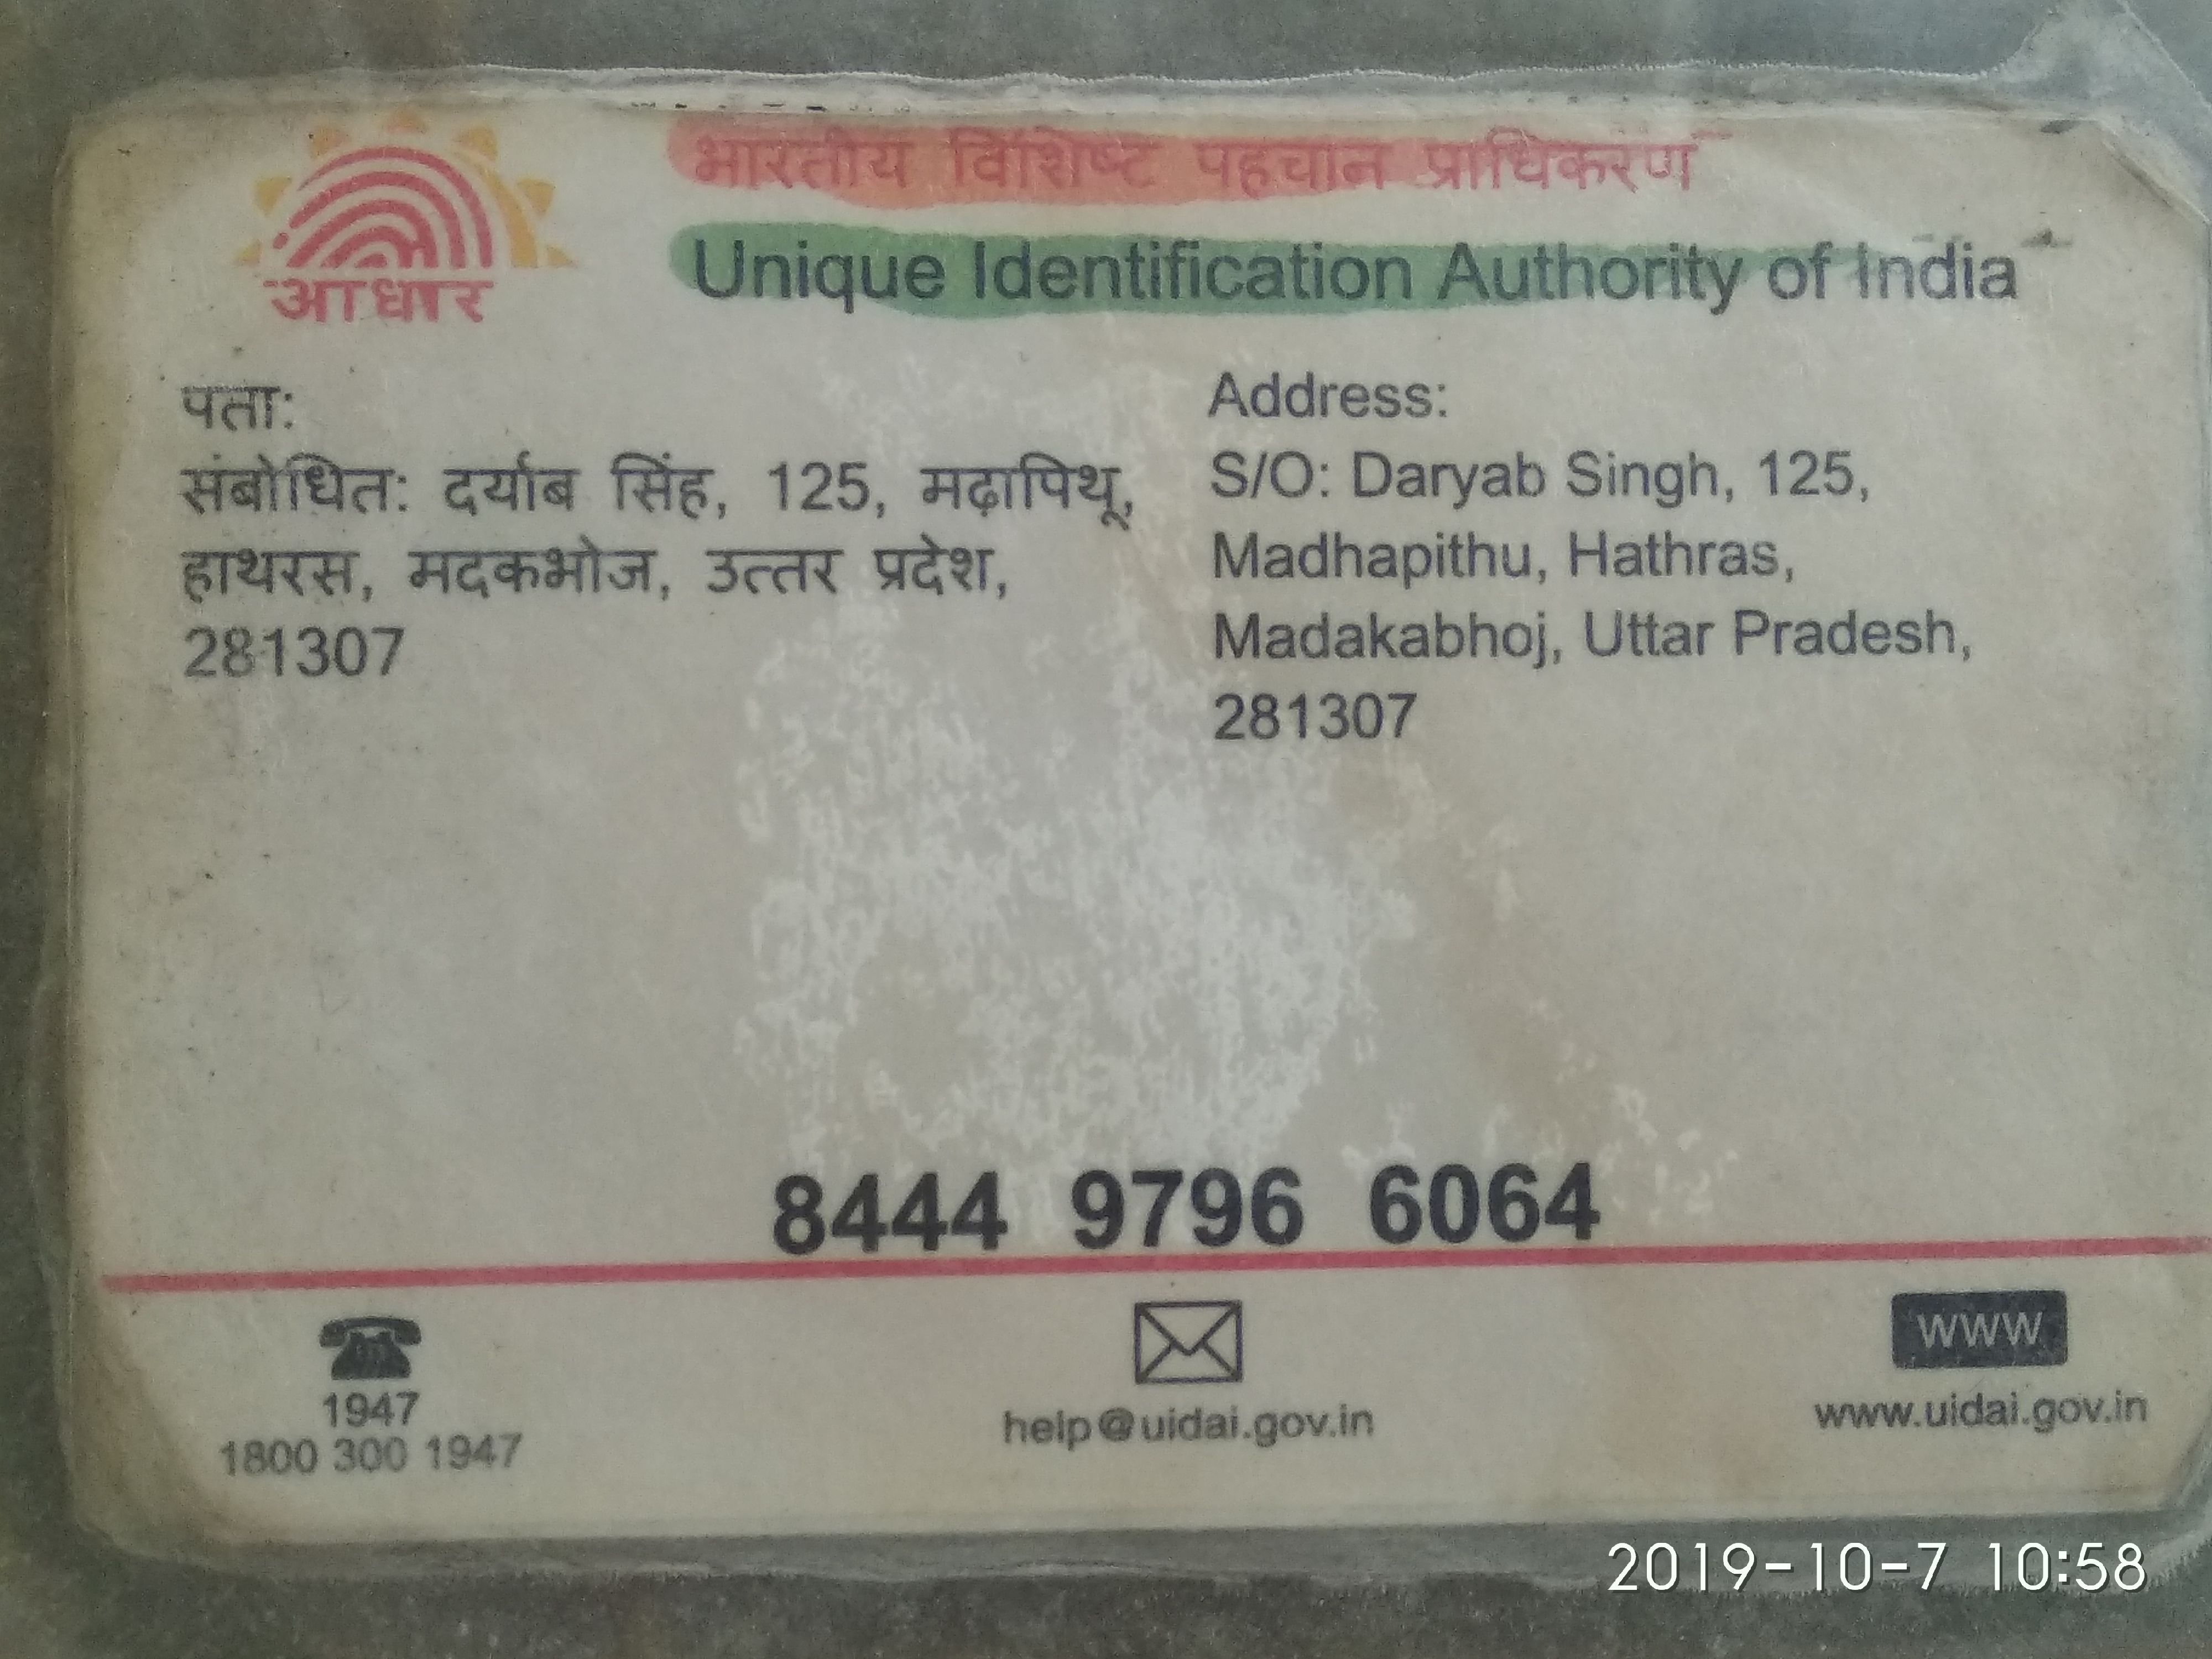 आधार
भारतीय विशिष्ट पहचान प्राधिकरण
Unique Identification Authority of India
पता:
संबोधित: दर्याब सिंह, 125, मढ़ापिथू,
हाथरस, मदकभोज, उत्तर प्रदेश,
281307
Address:
S/O: Daryab Singh, 125,
Madhapithu, Hathras,
Madakabhoj, Uttar Pradesh,
281307
8444 9796 6064
1947
1800 300 1947
help@uidai.gov.in
WWW
www.uidai.gov.in
2019-10-7 10:58